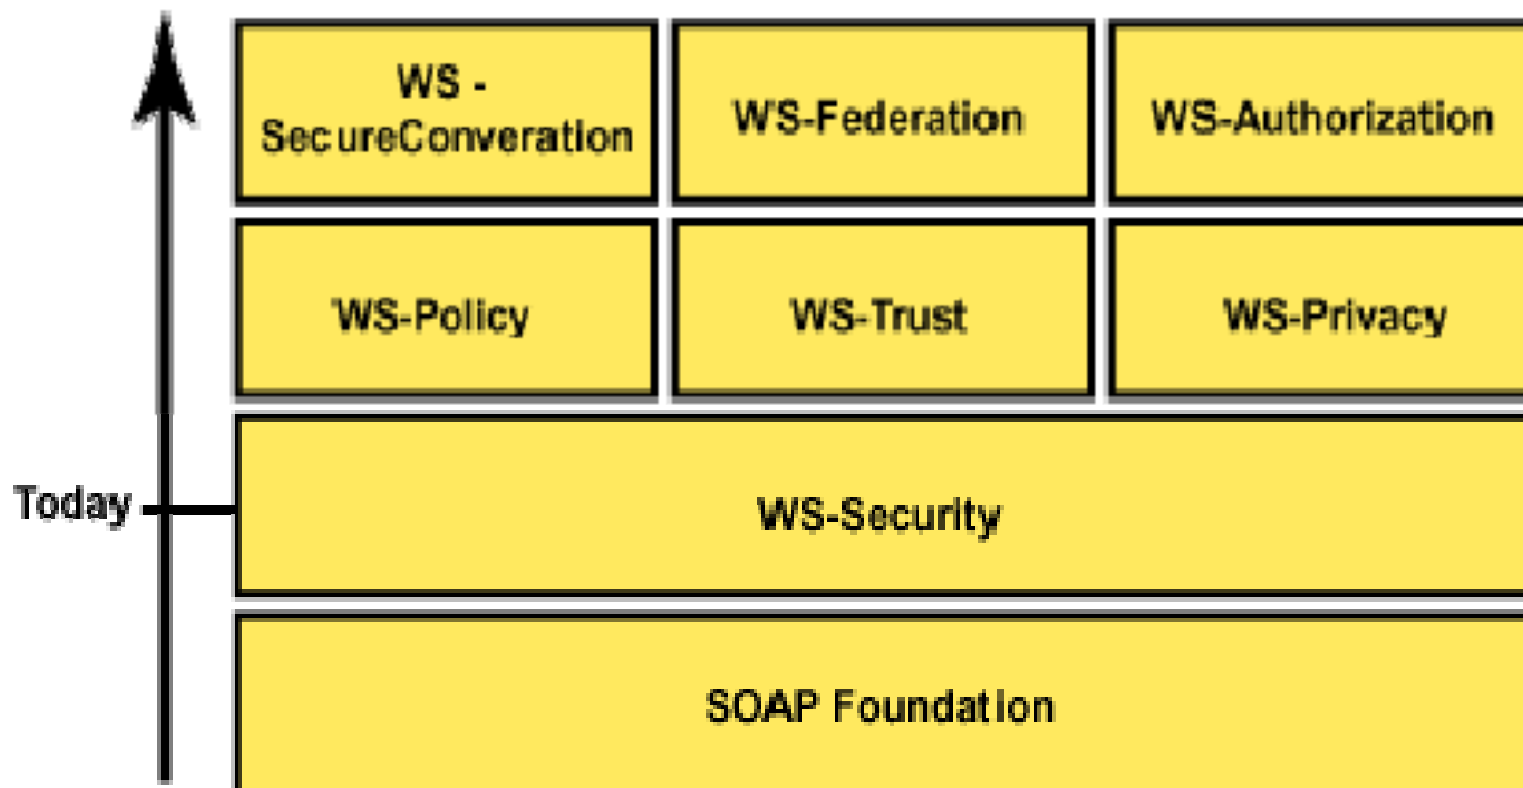 WS -
SecureConveration
WS-Federation
WS-Authorization
WS-Policy
WS-Trust
WS-Privacy
Today
WS-Security
SOAP Foundation